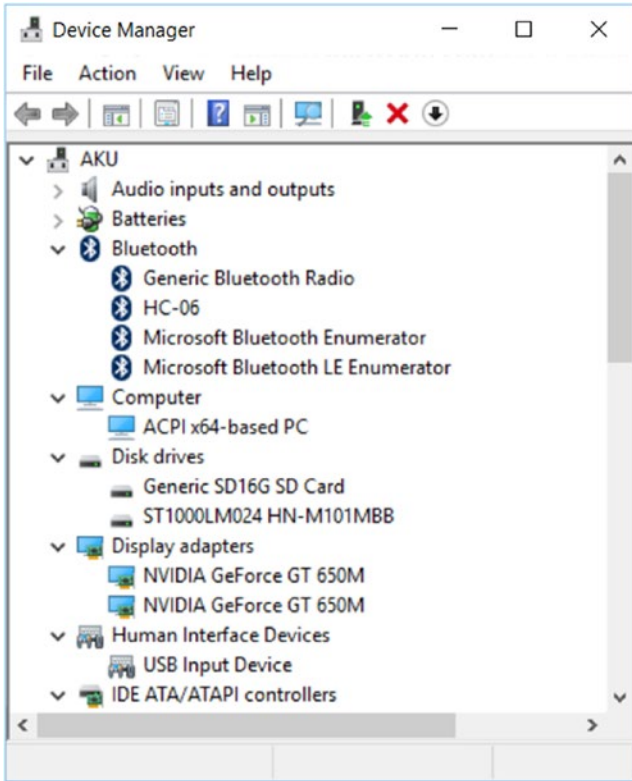 Device Manager
File Action View Help
AKU
Audio inputs and outputs
Batteries
Bluetooth
Generic Bluetooth Radio
HC-06
Microsoft Bluetooth Enumerator
Microsoft Bluetooth LE Enumerator
Computer
ACPI x64-based PC
Disk drives
Generic SD16G SD Card
ST1000LM024 HN-M101MBB
Display adapters
NVIDIA GeForce GT 650M
NVIDIA GeForce GT 650M
Human Interface Devices
USB Input Device
IDE ATA/ATAPI controllers